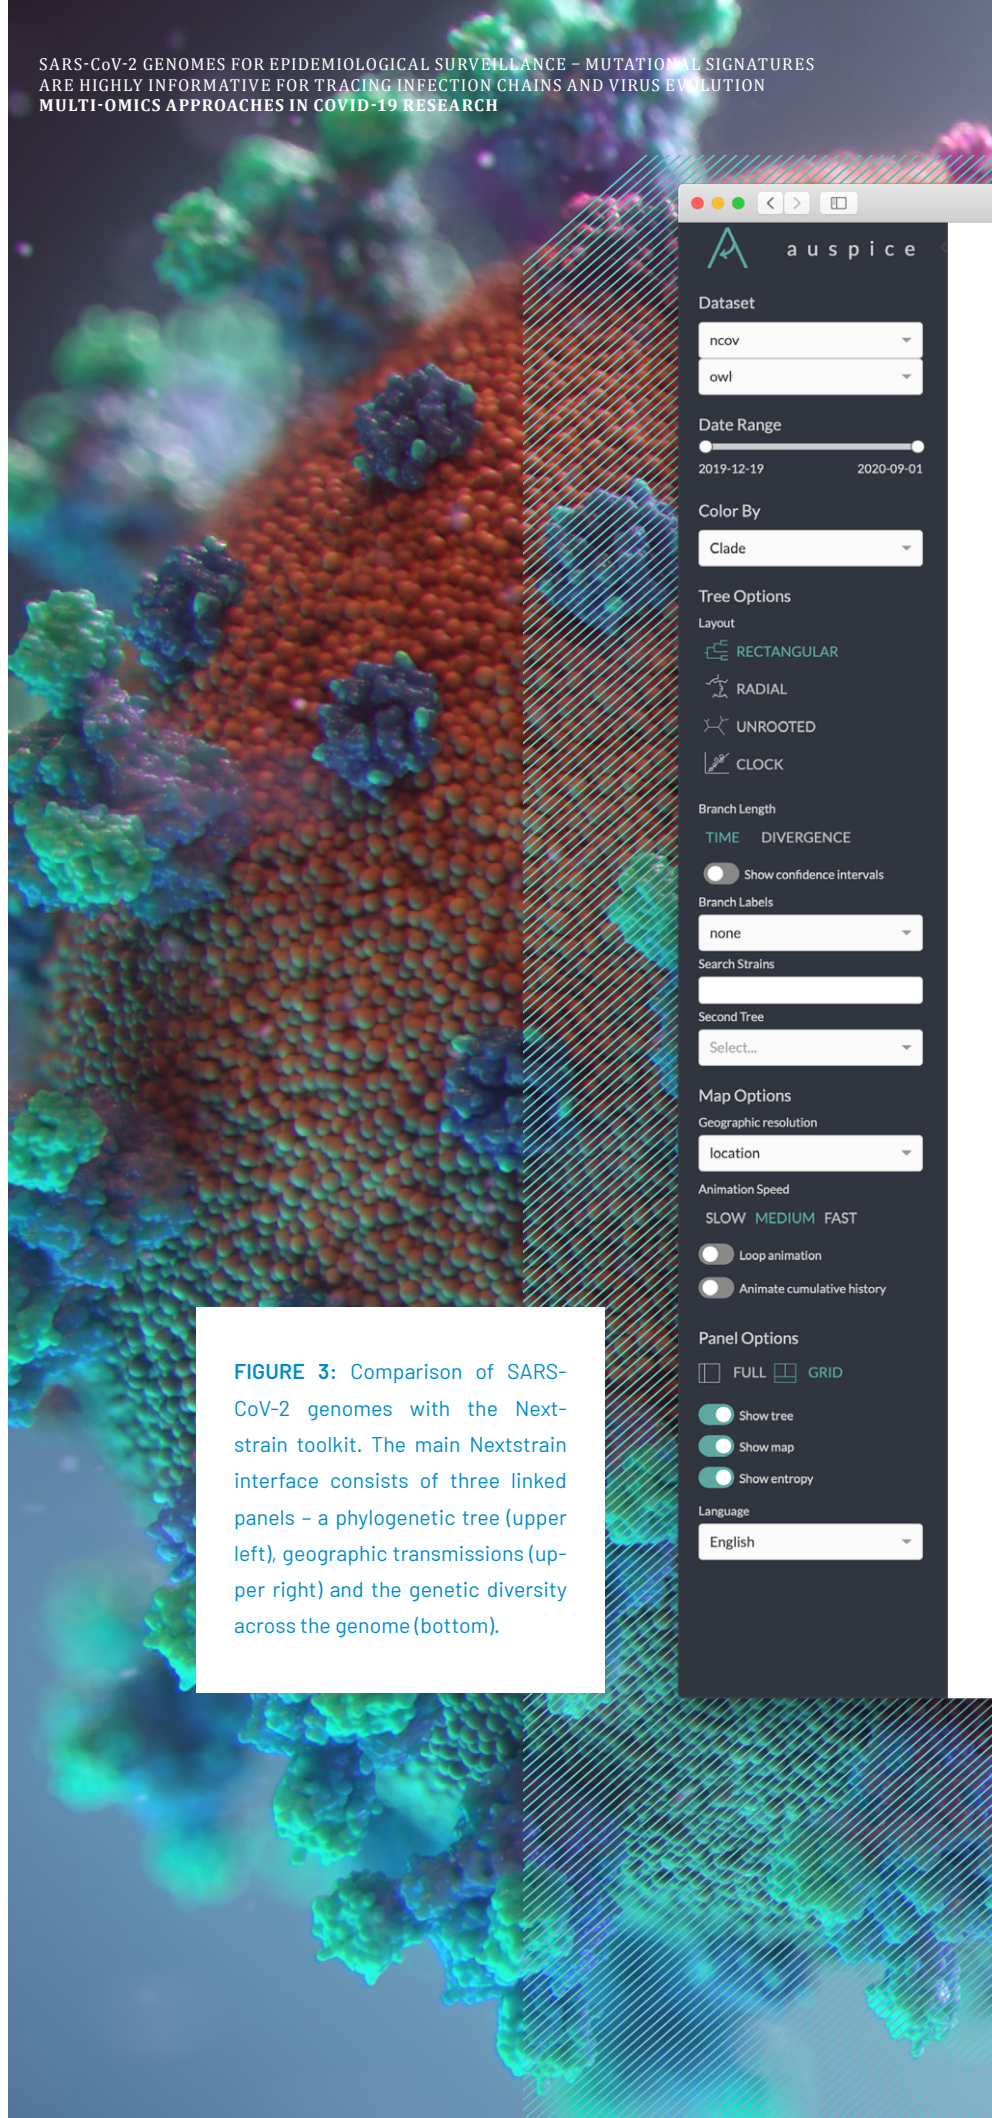 SARS-CoV-2 GENOMES FOR EPIDEMIOLOGICAL SURVEILLANCE – MUTATIONAL SIGNATURES
ARE HIGHLY INFORMATIVE FOR TRACING INFECTION CHAINS AND VIRUS EVOLUTION
MULTI-OMICS APPROACHES IN COVID-19 RESEARCH
auspice
Dataset
ncov
owl
Date Range
2019-12-19 2020-09-01
Color By
Clade
Tree Options
Layout
RECTANGULAR
RADIAL
UNROOTED
CLOCK
Branch Length
TIME DIVERGENCE
Show confidence intervals
Branch Labels
none
Search Strains
Second Tree
Select...
Map Options
Geographic resolution
location
Animation Speed
SLOW MEDIUM FAST
Loop animation
Animate cumulative history
Panel Options
FULL GRID
Show tree
Show map
Show entropy
Language
English
FIGURE 3: Comparison of SARS-
CoV-2 genomes with the Next-
strain toolkit. The main Nextstrain
interface consists of three linked
panels – a phylogenetic tree (upper
left), geographic transmissions (up-
per right) and the genetic diversity
across the genome (bottom).